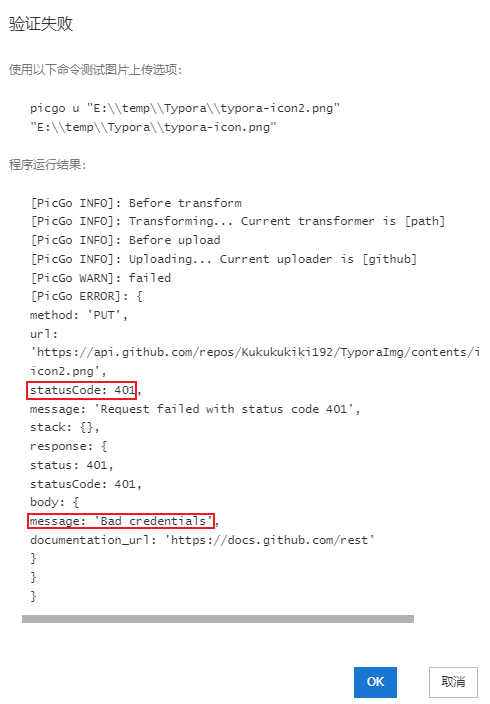 验证失败
使用以下命令测试图片上传选项:
picgo u "E:\\temp\\Typora\\typora-icon2.png"
"E:\\temp\\Typora\\typora-icon.png"
程序运行结果:
[PicGo INFO]: Before transform
[PicGo INFO]: Transforming... Current transformer is [path]
[PicGo INFO]: Before upload
[PicGo INFO]: Uploading... Current uploader is [github]
[PicGo WARN]: failed
[PicGo ERROR]: {
method: 'PUT',
url:
'https://api.github.com/repos/Kukukukiki192/TyporaImg/contents/i
icon2.png',
statusCode: 401,
message: 'Request failed with status code 401',
stack: {},
response: {
status: 401,
statusCode: 401,
body: {
message: 'Bad credentials',
documentation_url: 'https://docs.github.com/rest'
}
}
}
OK
取消